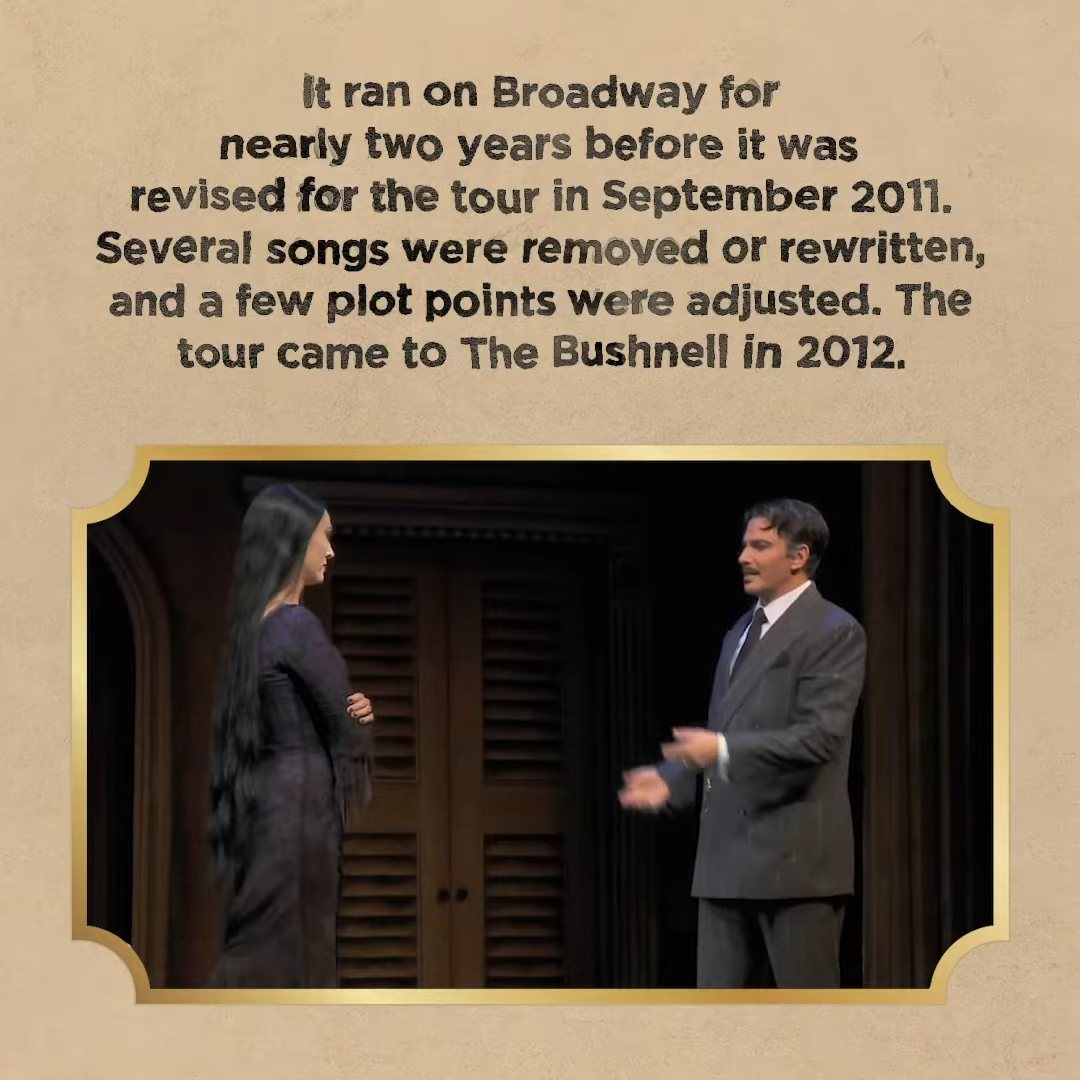 It ran on Broadway for
nearly two years before it was
revised for the tour in September 2011.
Several songs were removed or rewritten,
and a few plot points were adjusted. The
tour came to The Bushnell in 2012.